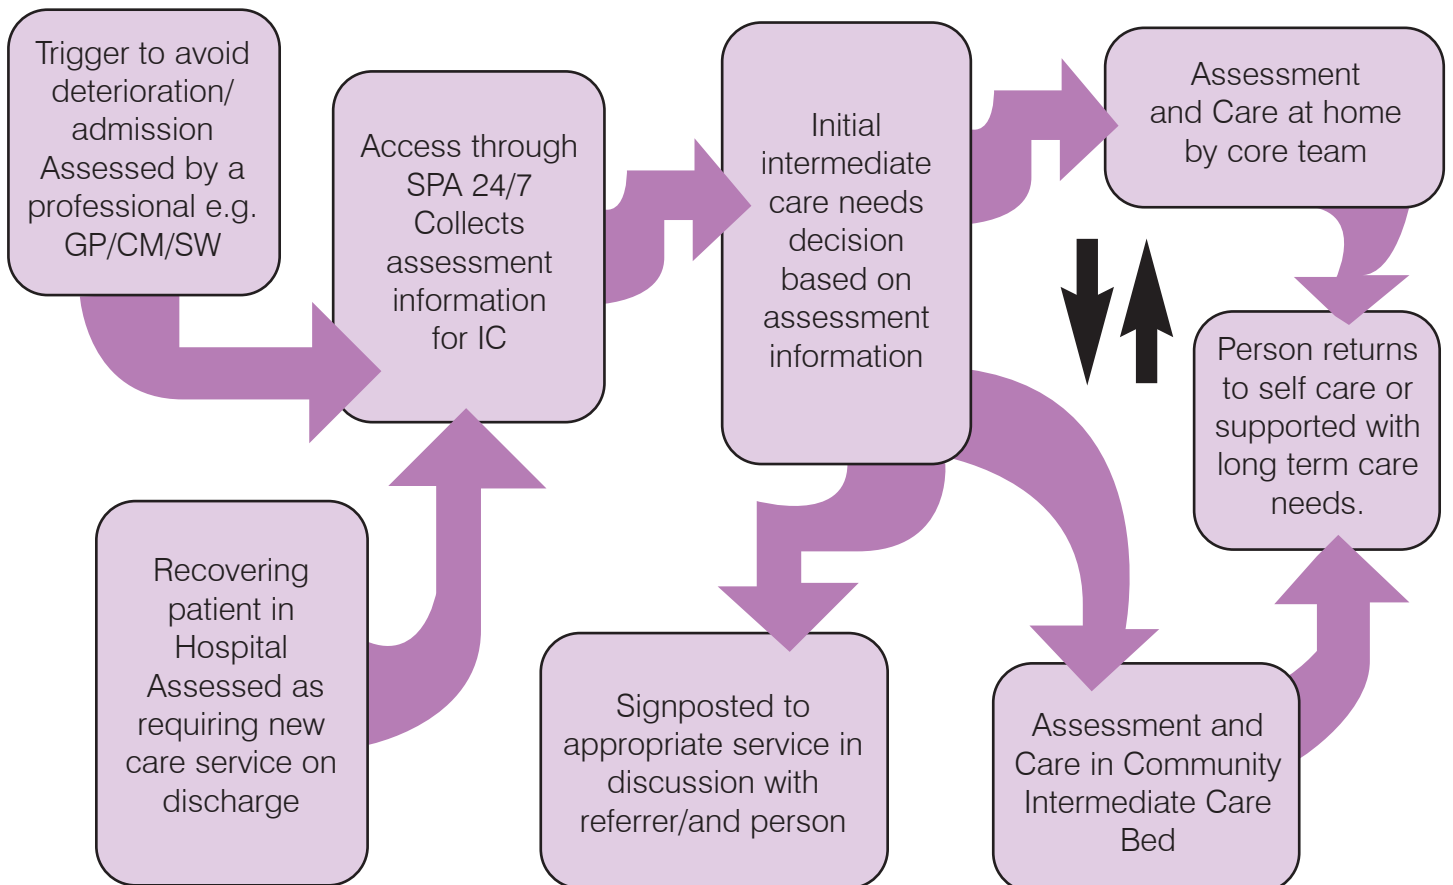 Trigger to avoid
deterioration/
admission
Assessed by a
professional e.g.
GP/CM/SW
Access through
SPA 24/7
Collects
assessment
information
for IC
Initial
intermediate
care needs
decision
based on
assessment
information
Assessment
and Care at home
by core team
Person returns
to self care or
supported with
long term care
needs.
Recovering
patient in
Hospital
Assessed as
requiring new
care service on
discharge
Signposted to
appropriate service in
discussion with
referrer/and person
Assessment and
Care in Community
Intermediate Care
Bed